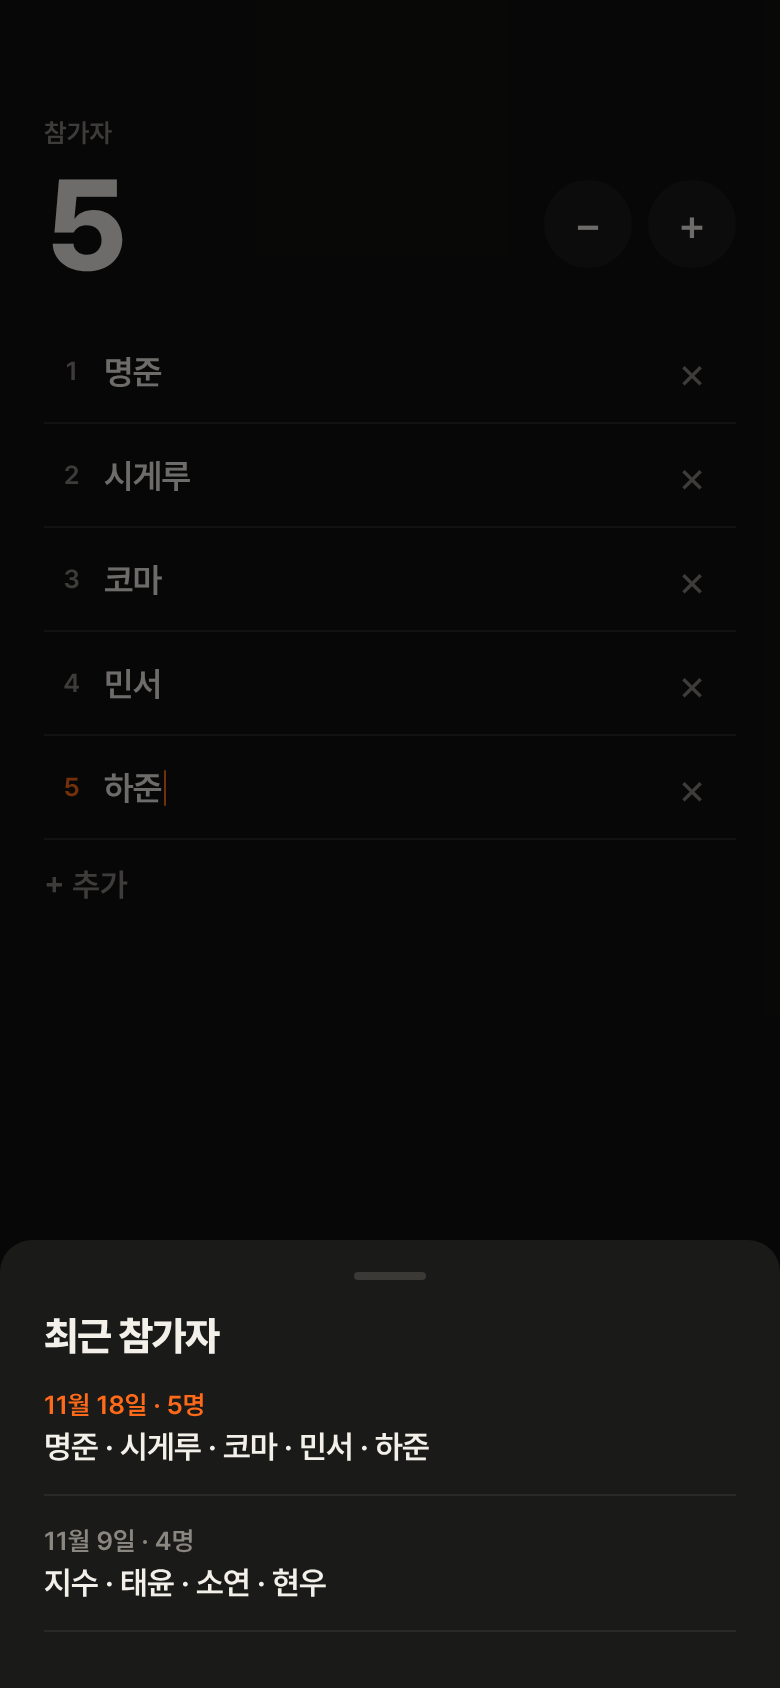 참가자
5
− +
1 명준 ×
2 시게루 ×
3 코마 ×
4 민서 ×
5 하준 ×
+ 추가
최근 참가자
11월 18일 · 5명
명준 · 시게루 · 코마 · 민서 · 하준
11월 9일 · 4명
지수 · 태윤 · 소연 · 현우